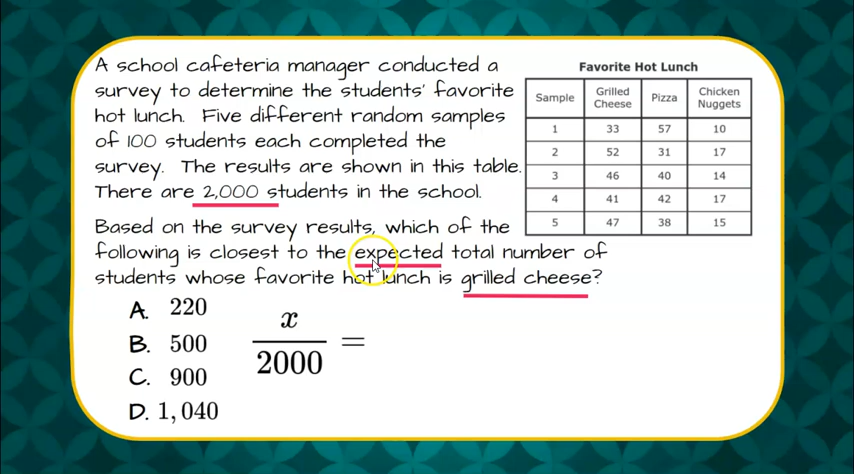 A school cafeteria manager conducted a
survey to determine the students' favorite
hot lunch. Five different random samples
of 100 students each completed the
survey. The results are shown in this table.
There are 2,000 students in the school.
Favorite Hot Lunch
Sample Grilled Cheese Pizza Chicken Nuggets
1 33 57 10
2 52 31 17
3 46 40 14
4 41 42 17
5 47 38 15
Based on the survey results, which of the
following is closest to the expected total number of
students whose favorite hot lunch is grilled cheese?
A. 220
B. 500
C. 900
D. 1,040
x
2000 =